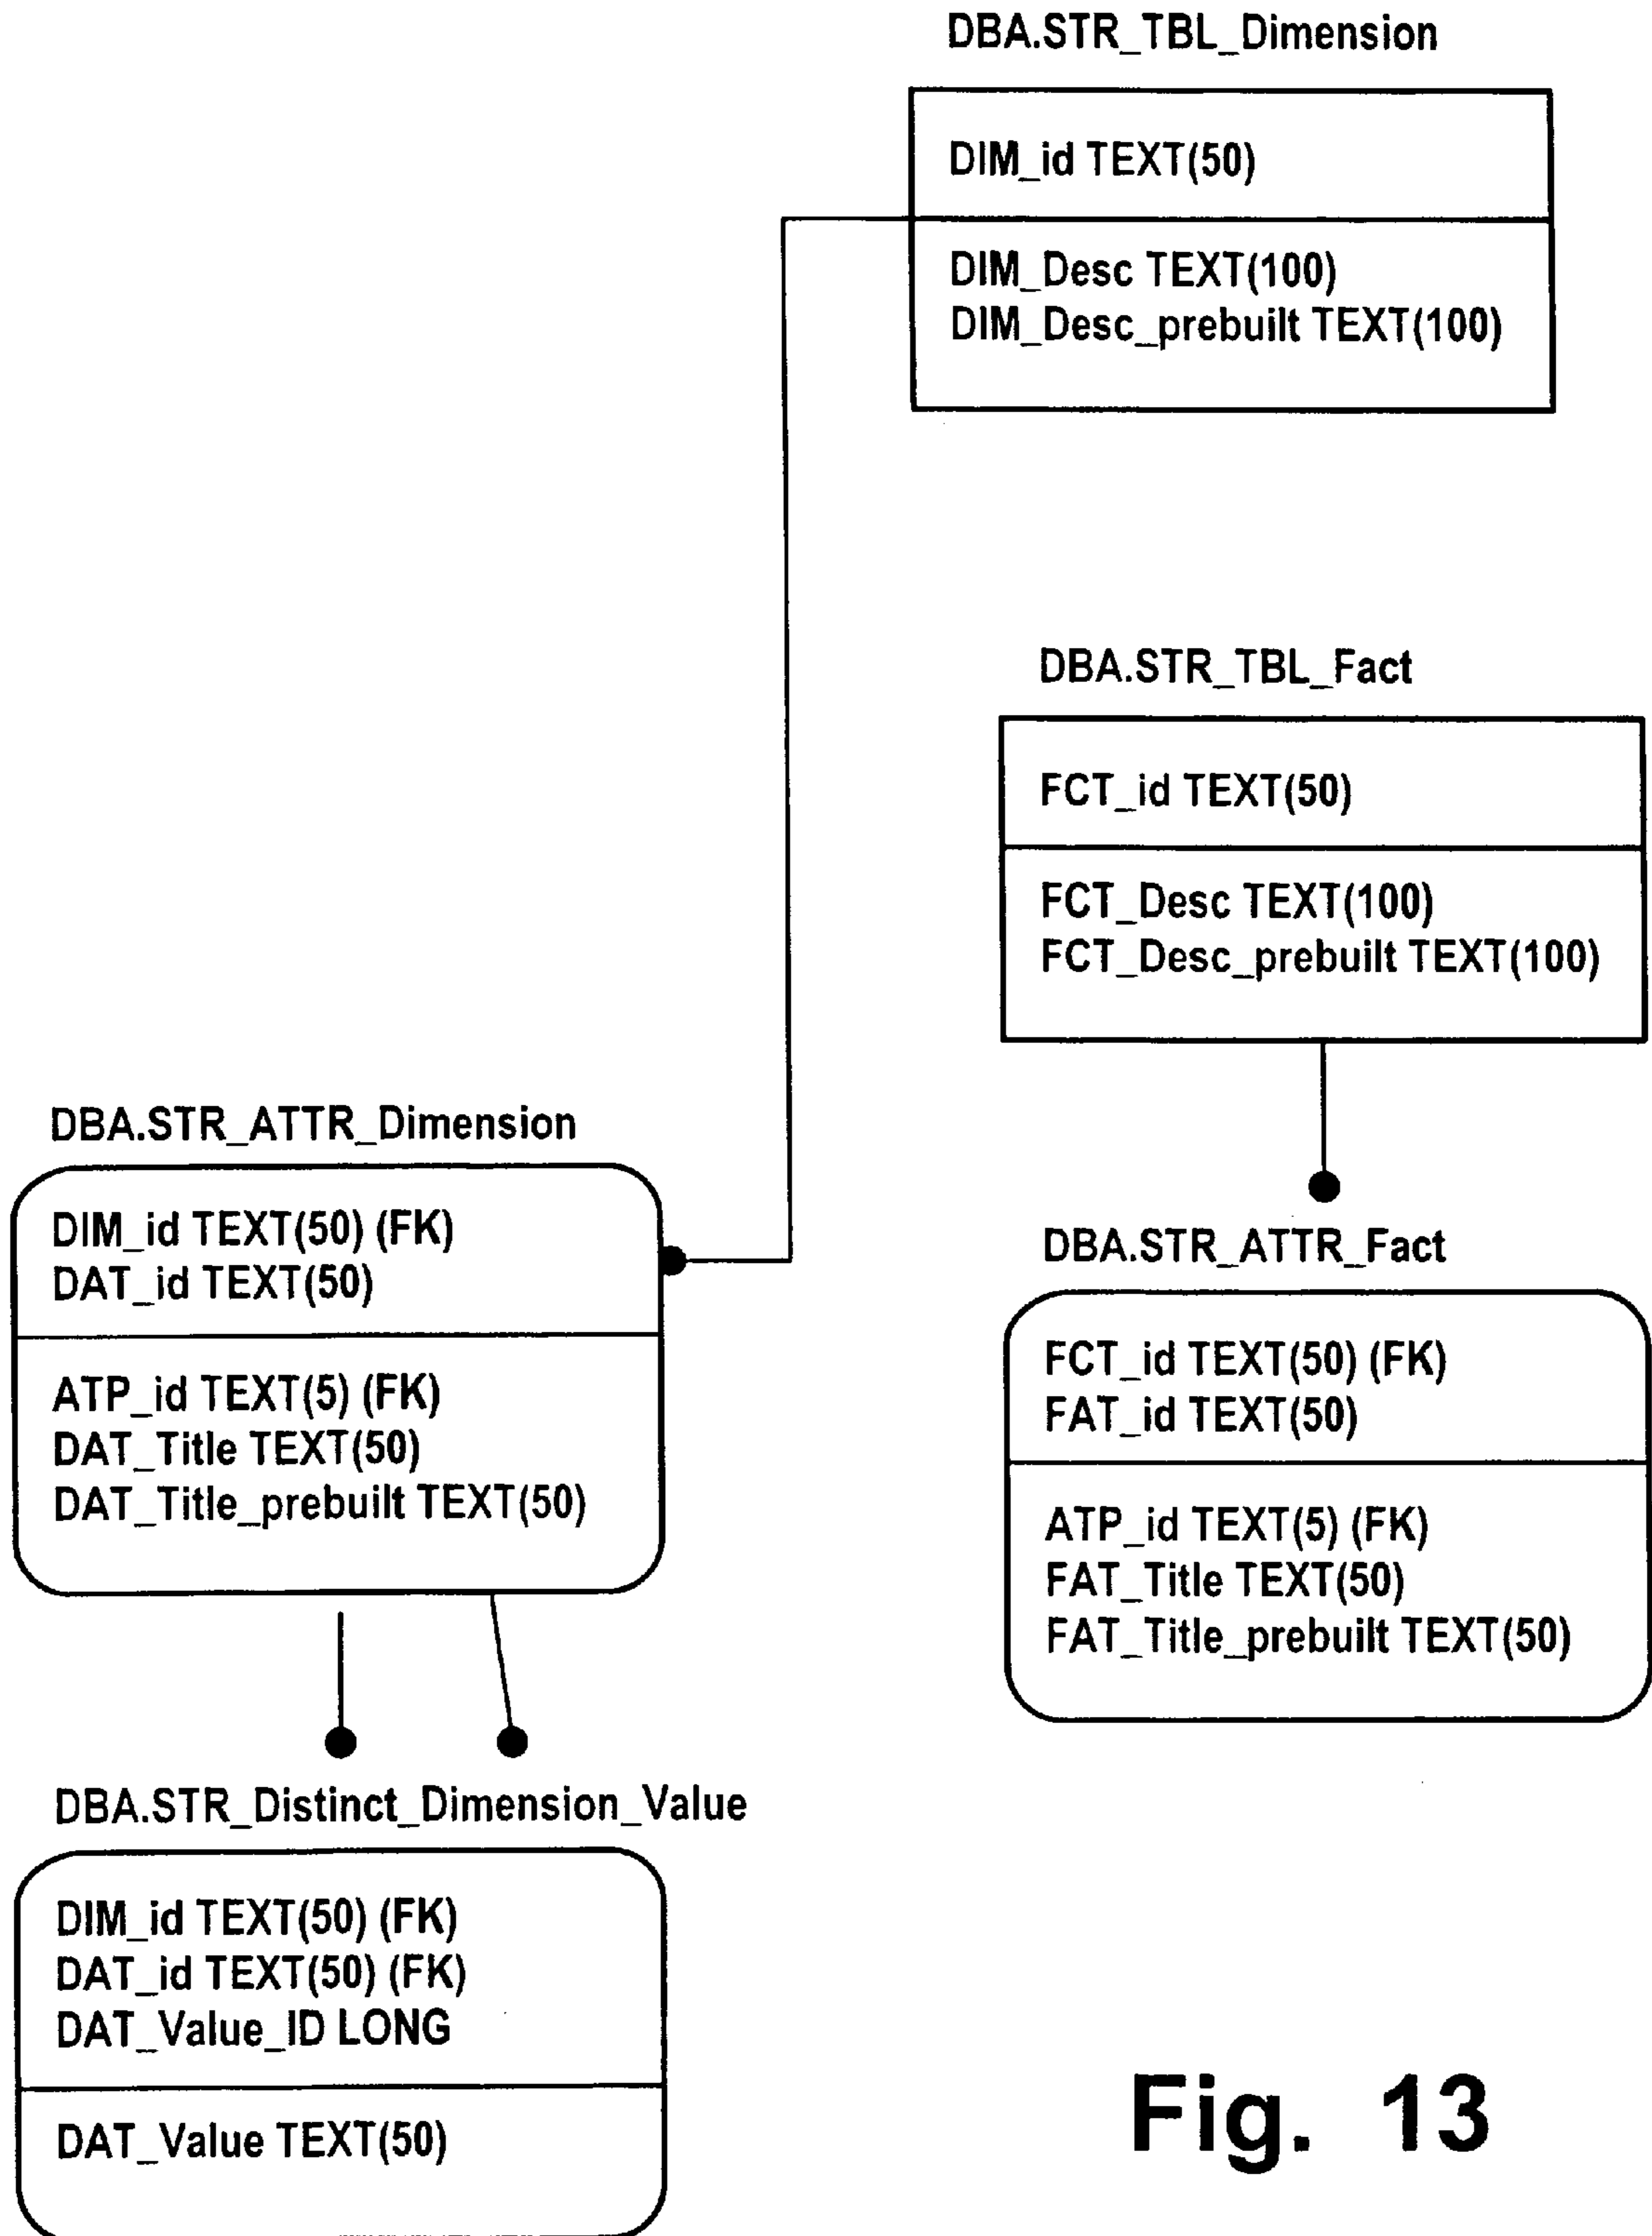 DBA.STR_TBL_Dimension
DIM_id TEXT(50)
DIM_Desc TEXT(100)
DIM_Desc_prebuilt TEXT(100)
DBA.STR_TBL_Fact
FCT_id TEXT(50)
FCT_Desc TEXT(100)
FCT_Desc_prebuilt TEXT(100)
DBA.STR_ATTR_Dimension
DIM_id TEXT(50) (FK)
DAT_id TEXT(50)
ATP_id TEXT(5) (FK)
DAT_Title TEXT(50)
DAT_Title_prebuilt TEXT(50)
DBA.STR_ATTR_Fact
FCT_id TEXT(50) (FK)
FAT_id TEXT(50)
ATP_id TEXT(5) (FK)
FAT_Title TEXT(50)
FAT_Title_prebuilt TEXT(50)
DBA.STR_Distinct_Dimension_Value
DIM_id TEXT(50) (FK)
DAT_id TEXT(50) (FK)
DAT_Value_ID LONG
DAT_Value TEXT(50)
Fig. 13